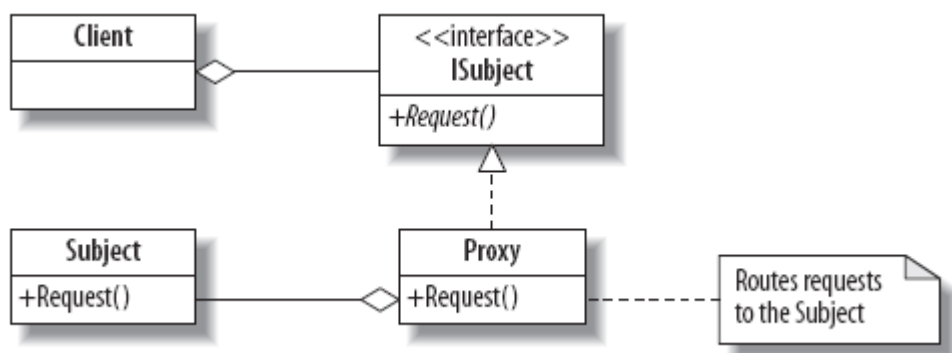 Client
<<interface>>
ISubject
+Request()
Subject
+Request()
Proxy
+Request()
Routes requests
to the Subject